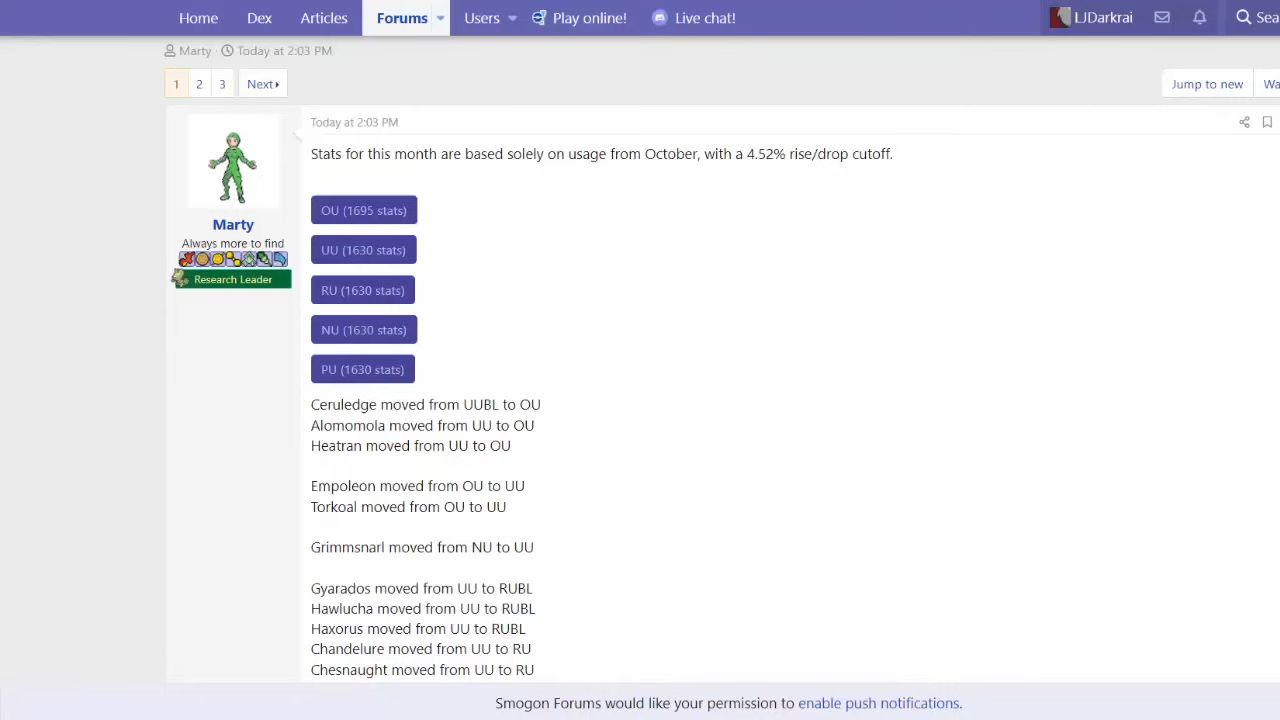 Home Dex Articles Forums Users Play online! Live chat! LJDarkrai Sea
Marty · Today at 2:03 PM
1 2 3 Next Jump to new Wa
Today at 2:03 PM
Stats for this month are based solely on usage from October, with a 4.52% rise/drop cutoff.
OU (1695 stats)
Marty
Always more to find
Research Leader
UU (1630 stats)
RU (1630 stats)
NU (1630 stats)
PU (1630 stats)
Ceruledge moved from UUBL to OU
Alomomola moved from UU to OU
Heatran moved from UU to OU
Empoleon moved from OU to UU
Torkoal moved from OU to UU
Grimmsnarl moved from NU to UU
Gyarados moved from UU to RUBL
Hawlucha moved from UU to RUBL
Haxorus moved from UU to RUBL
Chandelure moved from UU to RU
Chesnaught moved from UU to RU
Smogon Forums would like your permission to enable push notifications.